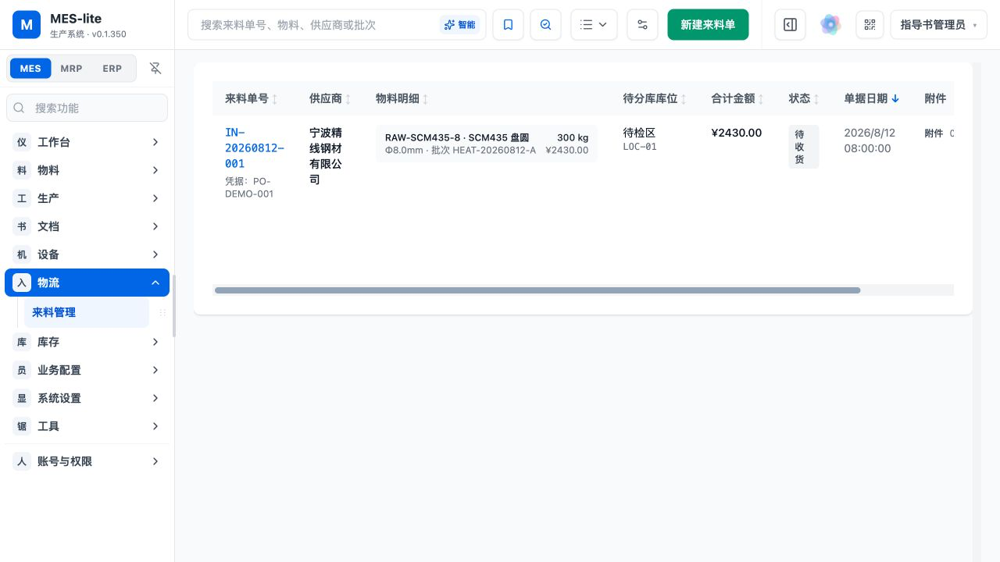 M
MES-lite
生产系统 · v0.1.350
MES MRP ERP
搜索功能
仪 工作台
料 物料
工 生产
书 文档
机 设备
入 物流
来料管理
库 库存
员 业务配置
显 系统设置
锯 工具
人 账号与权限
搜索来料单号、物料、供应商或批次 智能
新建来料单
指导书管理员
来料单号 供应商 物料明细 待分库库位 合计金额 状态 单据日期 附件
IN-
20260812-
001
凭据: PO-
DEMO-001
宁波精
线钢材
有限公
司
RAW-SCM435-8 · SCM435 盘圆 300 kg
Φ8.0mm · 批次 HEAT-20260812-A ¥2430.00
待检区
LOC-01
¥2430.00
待
收
货
2026/8/12
08:00:00
附件